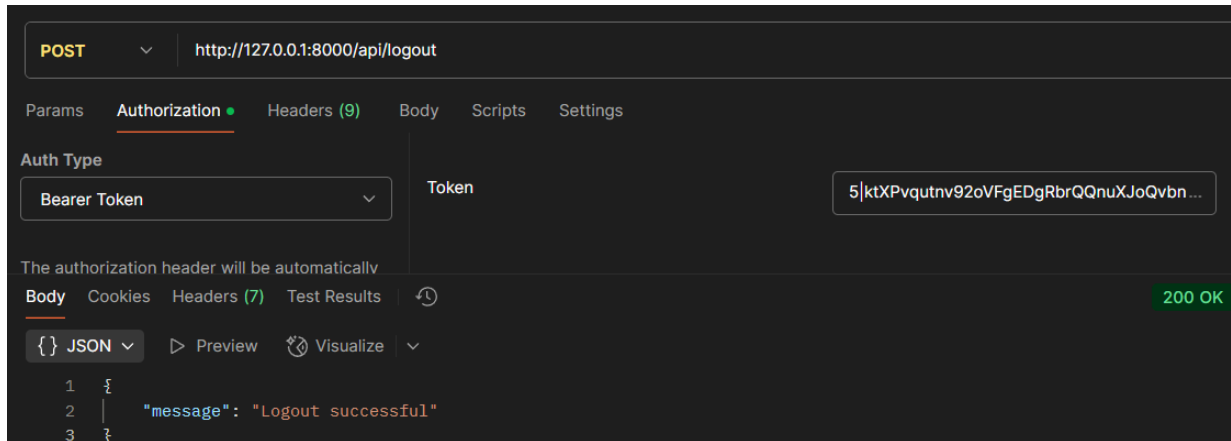 POST http://127.0.0.1:8000/api/logout
Params Authorization Headers (9) Body Scripts Settings
Auth Type
Bearer Token
Token
5|ktXPvqutnv92oVFgEDgRbrQQnuXJoQvbn...
The authorization header will be automatically
Body Cookies Headers (7) Test Results
200 OK
{} JSON Preview Visualize
1 {
2 "message": "Logout successful"
3 }